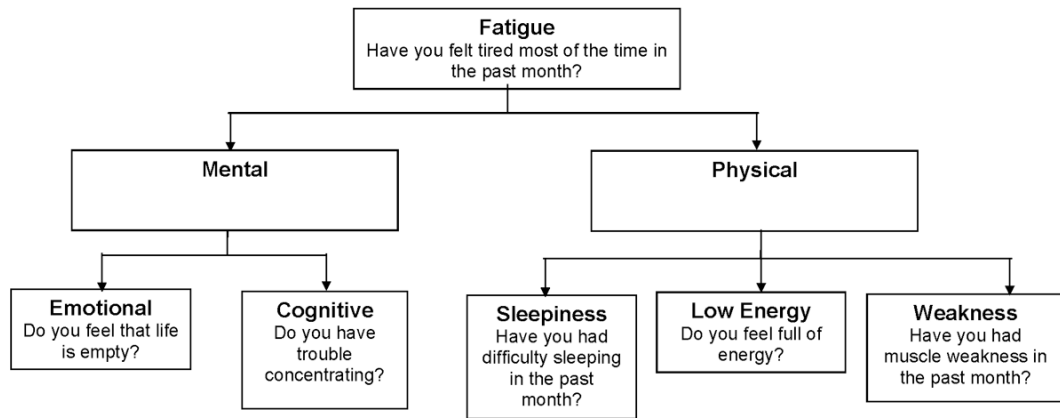 Fatigue
Have you felt tired most of the time in
the past month?
Mental
Physical
Emotional
Do you feel that life
is empty?
Cognitive
Do you have
trouble
concentrating?
Sleepiness
Have you had
difficulty sleeping
in the past
month?
Low Energy
Do you feel full of
energy?
Weakness
Have you had
muscle weakness in
the past month?